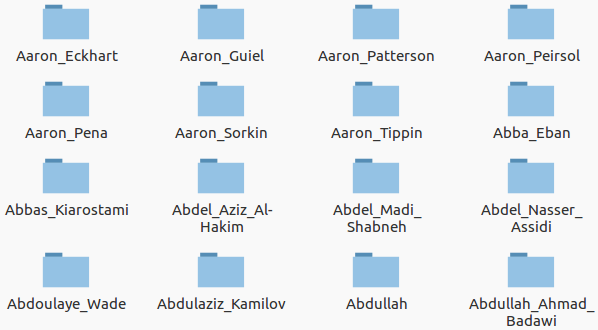 Aaron_Eckhart
Aaron_Guiel
Aaron_Patterson
Aaron_Peirsol
Aaron_Pena
Aaron_Sorkin
Aaron_Tippin
Abba_Eban
Abbas_Kiarostami
Abdel_Aziz_Al-
Hakim
Abdel_Madi_
Shabneh
Abdel_Nasser_
Assidi
Abdoulaye_Wade
Abdulaziz_Kamilov
Abdullah
Abdullah_Ahmad_
Badawi